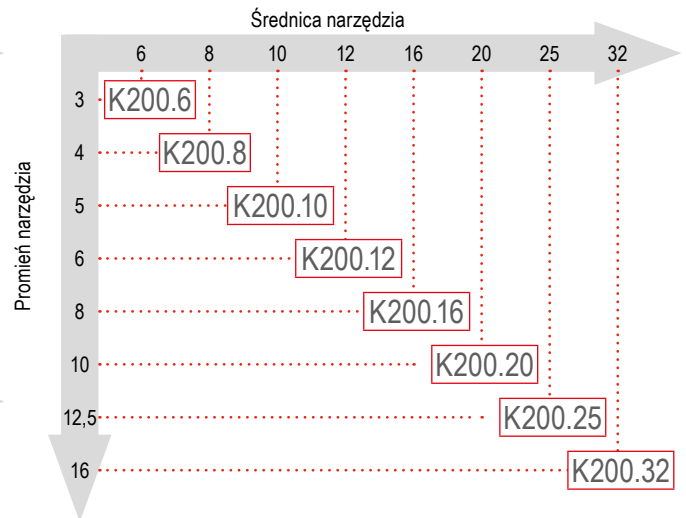 Średnica narzędzia
6 8 10 12 16 20 25 32
Promień narzędzia
3 K200.6
4 K200.8
5 K200.10
6 K200.12
8 K200.16
10 K200.20
12,5 K200.25
16 K200.32